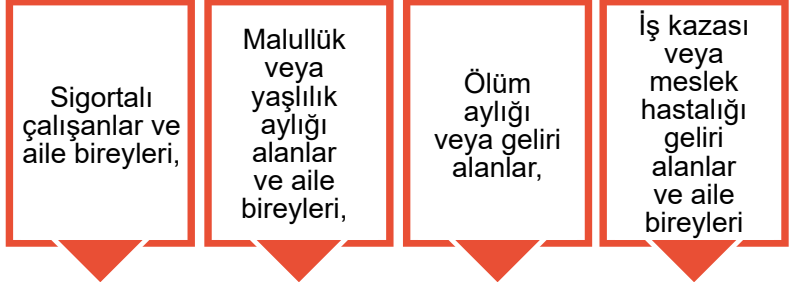 Sigortalı
çalışanlar ve
aile bireyleri,
Malullük
veya
yaşlılık
aylığı
alanlar
ve aile
bireyleri,
Ölüm
aylığı
veya geliri
alanlar,
İş kazası
veya
meslek
hastalığı
geliri
alanlar
ve aile
bireyleri